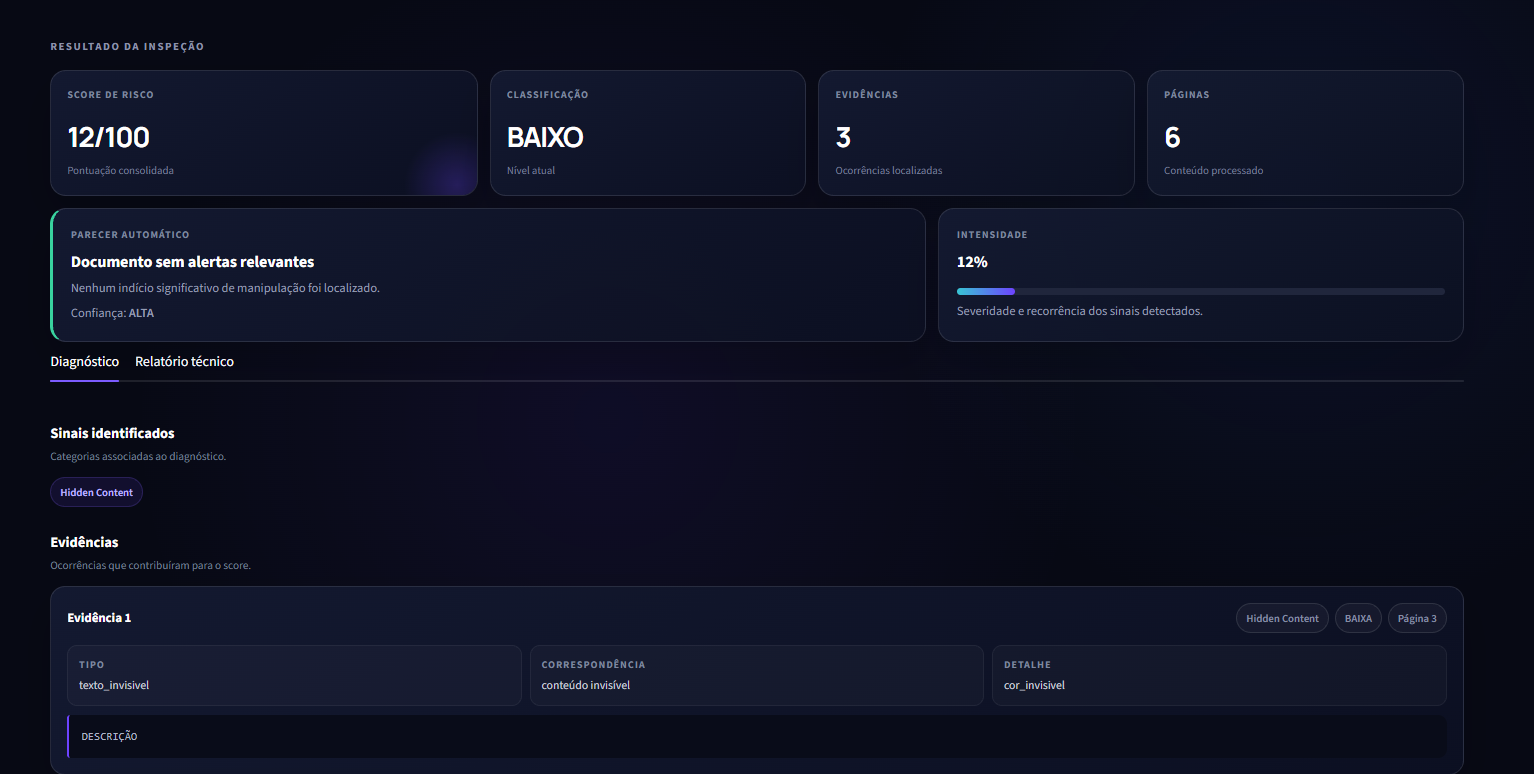 RESULTADO DA INSPEÇÃO
SCORE DE RISCO
12/100
Pontuação consolidada
CLASSIFICAÇÃO
BAIXO
Nível atual
EVIDÊNCIAS
3
Ocorrências localizadas
PÁGINAS
6
Conteúdo processado
PARECER AUTOMÁTICO
Documento sem alertas relevantes
Nenhum indício significativo de manipulação foi localizado.
Confiança: ALTA
INTENSIDADE
12%
Severidade e recorrência dos sinais detectados.
Diagnóstico Relatório técnico
Sinais identificados
Categorias associadas ao diagnóstico.
Hidden Content
Evidências
Ocorrências que contribuíram para o score.
Evidência 1
Hidden Content BAIXA Página 3
TIPO
texto_invisivel
CORRESPONDÊNCIA
conteúdo invisível
DETALHE
cor_invisivel
DESCRIÇÃO